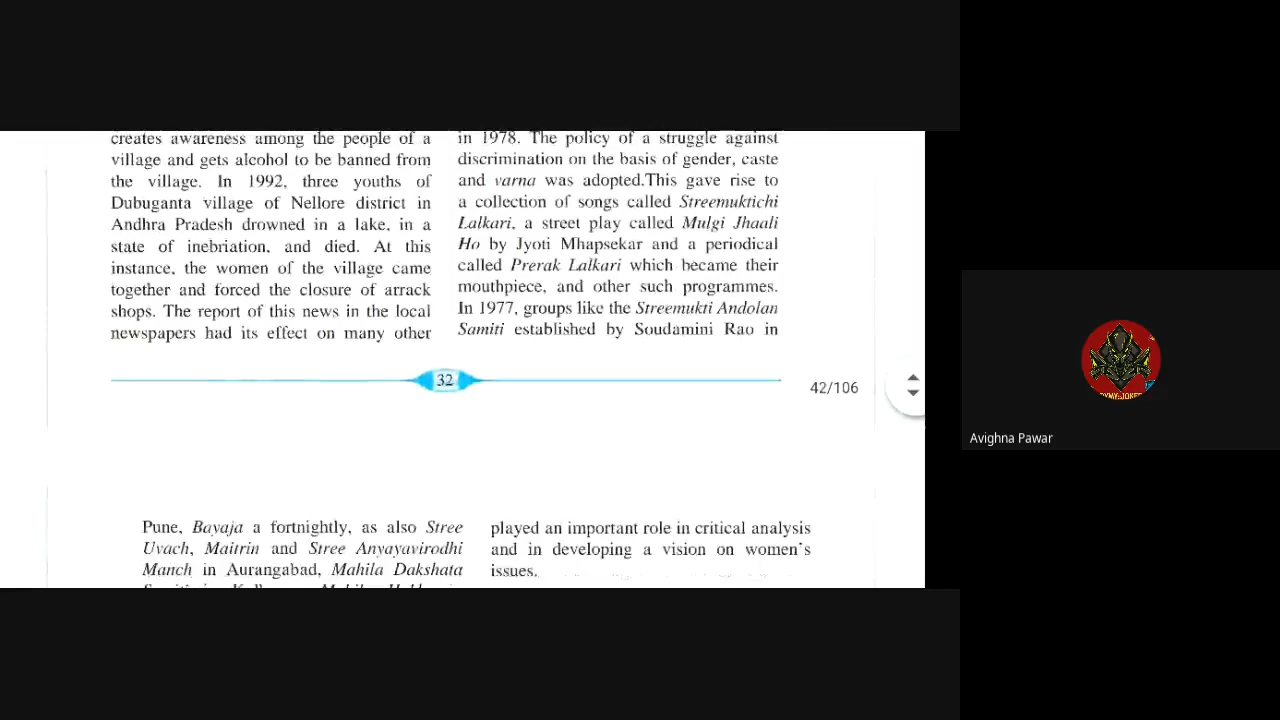 creates awareness among the people of a
village and gets alcohol to be banned from
the village. In 1992, three youths of
Dubuganta village of Nellore district in
Andhra Pradesh drowned in a lake, in a
state of inebriation, and died. At this
instance, the women of the village came
together and forced the closure of arrack
shops. The report of this news in the local
newspapers had its effect on many other
in 1978. The policy of a struggle against
discrimination on the basis of gender, caste
and varna was adopted.This gave rise to
a collection of songs called Streemuktichi
Lalkari, a street play called Mulgi Jhaali
Ho by Jyoti Mhapsekar and a periodical
called Prerak Lalkari which became their
mouthpiece, and other such programmes.
In 1977, groups like the Streemukti Andolan
Samiti established by Soudamini Rao in
32
42/106
Pune, Bayaja a fortnightly, as also Stree
Uvach, Maitrin and Stree Anyayavirodhi
Manch in Aurangabad, Mahila Dakshata
played an important role in critical analysis
and in developing a vision on women's
issues.
Avighna Pawar